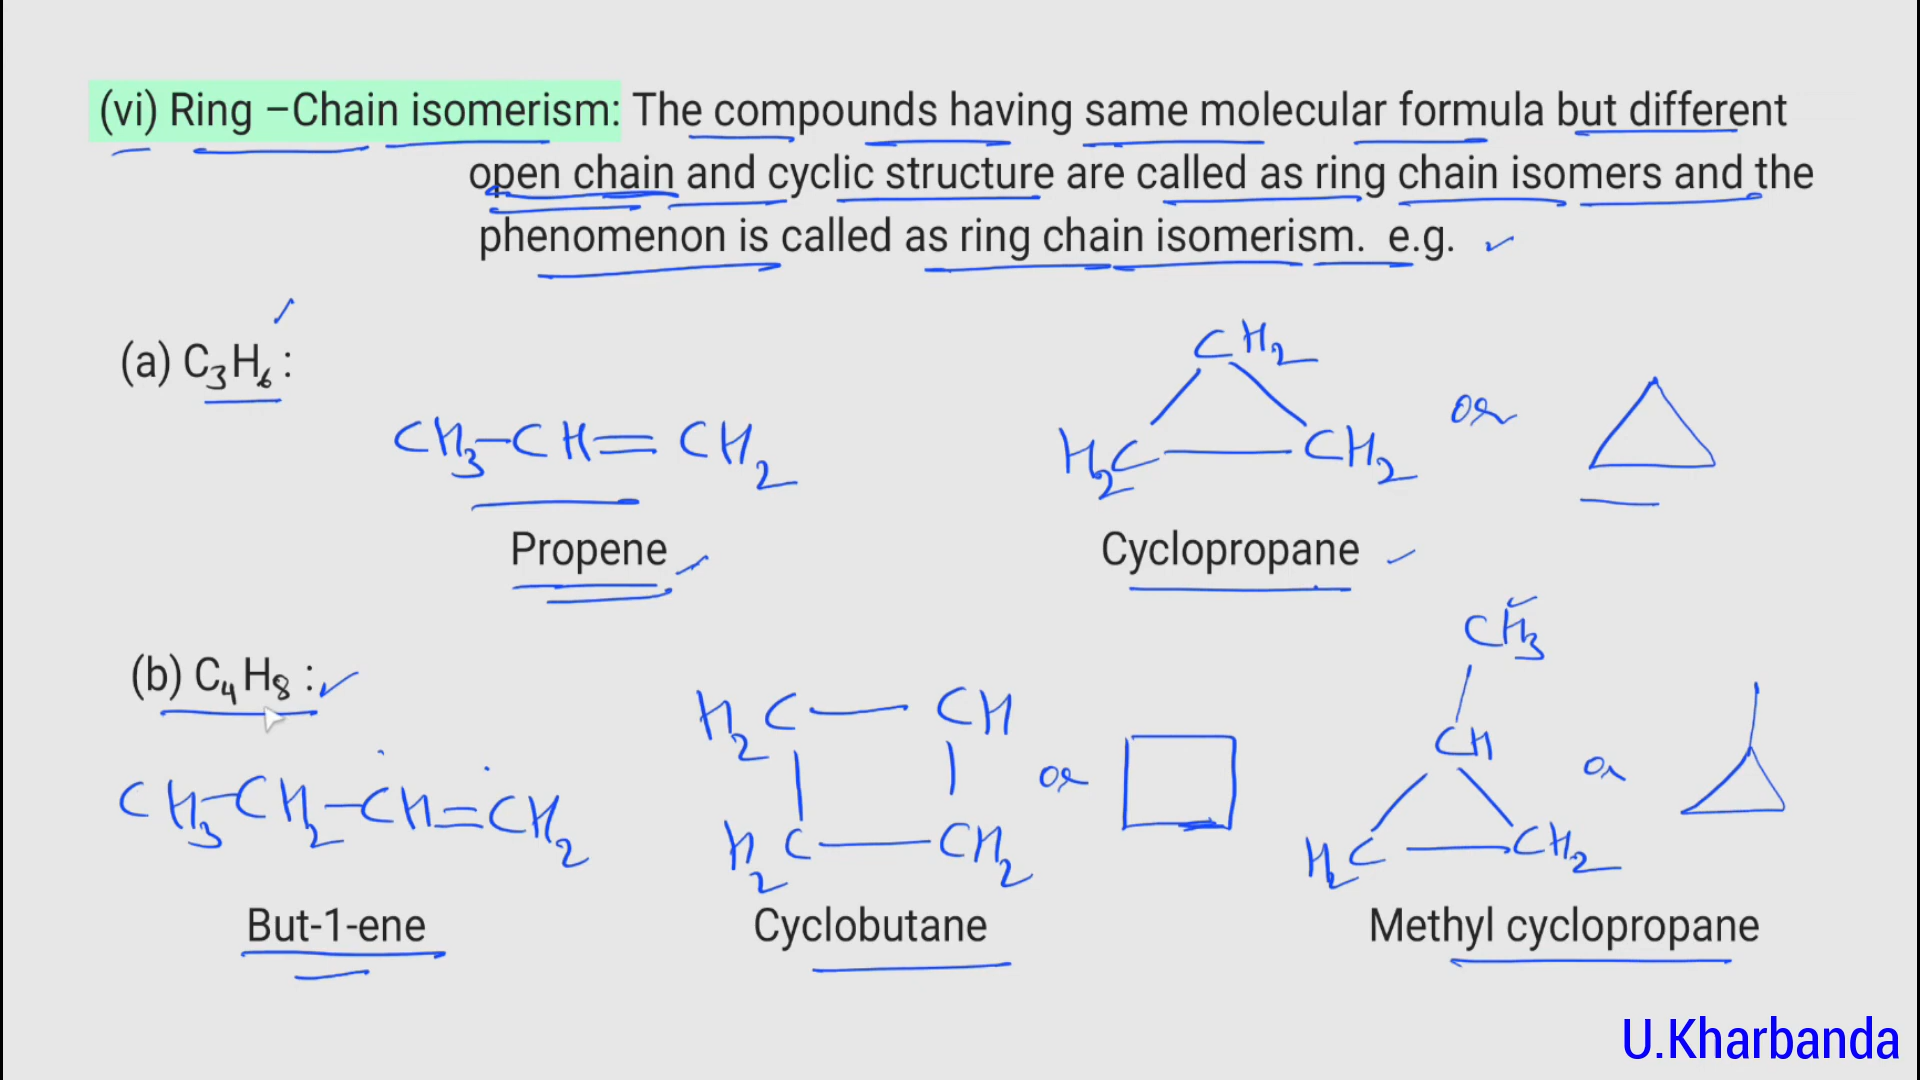 (vi) Ring –Chain isomerism: The compounds having same molecular formula but different
open chain and cyclic structure are called as ring chain isomers and the
phenomenon is called as ring chain isomerism. e.g.
(a) C₃H₆ :
CH₃–CH=CH₂
CH₂
H₂C – CH₂
or
Propene
Cyclopropane
(b) C₄H₈ :
CH₃–CH₂–CH=CH₂
H₂C – CH
H₂C – CH₂
or
CH₃
CH
H₂C – CH₂
or
But-1-ene
Cyclobutane
Methyl cyclopropane
U.Kharbanda